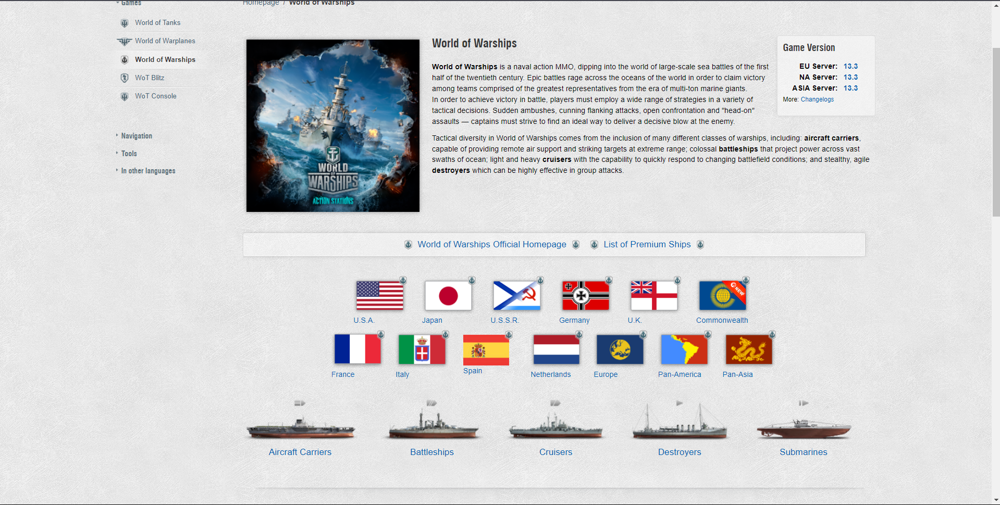 Games
Homepage / World of Warships
World of Tanks
World of Warplanes
World of Warships
WoT Blitz
WoT Console
Navigation
Tools
In other languages
WORLD
OF
WARSHIPS
ACTION STATIONS
World of Warships
World of Warships is a naval action MMO, dipping into the world of large-scale sea battles of the first
half of the twentieth century. Epic battles rage across the oceans of the world in order to claim victory
among teams comprised of the greatest representatives from the era of multi-ton marine giants.
In order to achieve victory in battle, players must employ a wide range of strategies in a variety of
tactical decisions. Sudden ambushes, cunning flanking attacks, open confrontation and "head-on"
assaults — captains must strive to find an ideal way to deliver a decisive blow at the enemy.
Tactical diversity in World of Warships comes from the inclusion of many different classes of warships, including: aircraft carriers,
capable of providing remote air support and striking targets at extreme range; colossal battleships that project power across vast
swaths of ocean; light and heavy cruisers with the capability to quickly respond to changing battlefield conditions; and stealthy, agile
destroyers which can be highly effective in group attacks.
Game Version
EU Server: 13.3
NA Server: 13.3
ASIA Server: 13.3
More: Changelogs
World of Warships Official Homepage List of Premium Ships
NEW
U.S.A. Japan U.S.S.R. Germany U.K. Commonwealth
France Italy Spain Netherlands Europe Pan-America Pan-Asia
Aircraft Carriers Battleships Cruisers Destroyers Submarines